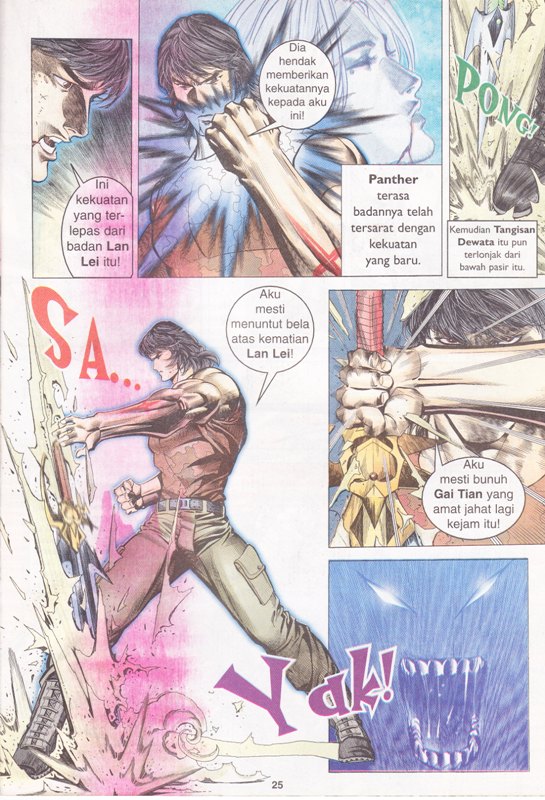 Ini
kekuatan
yang ter-
lepas dari
badan Lan
Lei itu!
Dia
hendak
memberikan
kekuatannya
kepada aku
ini!
Panther
terasa
badannya telah
tersarat dengan
kekuatan
yang baru.
PONG!
Kemudian Tangisan
Dewata itu pun
terlonjak dari
bawah pasir itu.
SA...
Aku
mesti
menuntut bela
atas kematian
Lan Lei!
Aku
mesti bunuh
Gai Tian yang
amat jahat lagi
kejam itu!
Yak!
25